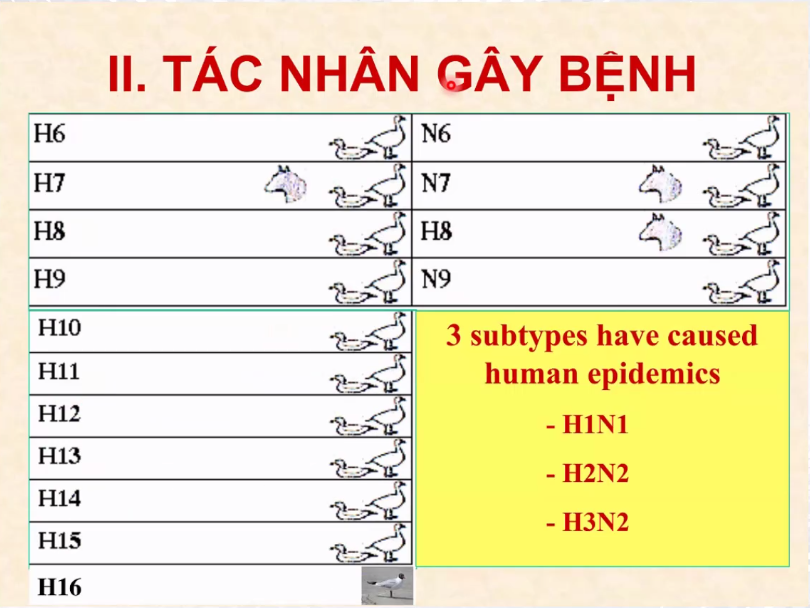 II. TÁC NHÂN GÂY BỆNH
H6 N6
H7 N7
H8 H8
H9 N9
H10
H11
H12
H13
H14
H15
H16
3 subtypes have caused
human epidemics
- H1N1
- H2N2
- H3N2